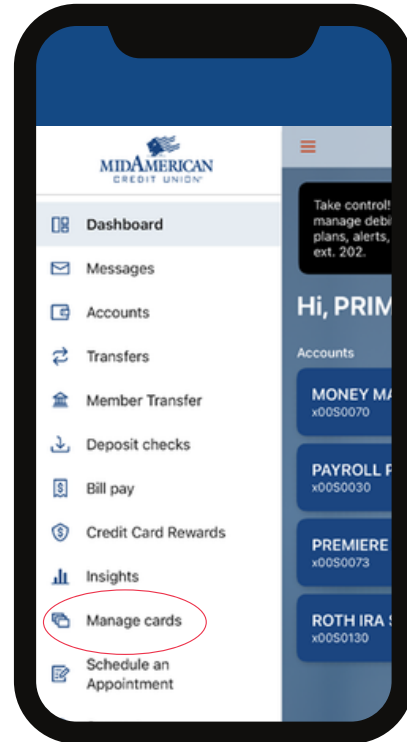 MIDAMERICAN
CREDIT UNION
Dashboard
Messages
Accounts
Transfers
Member Transfer
Deposit checks
Bill pay
Credit Card Rewards
Insights
Manage cards
Schedule an
Appointment
Take control!
manage debi
plans, alerts,
ext. 202.
Hi, PRIM
Accounts
MONEY MA
x00S0070
PAYROLL P
x00S0030
PREMIERE
x00S0073
ROTH IRA S
x00S0130